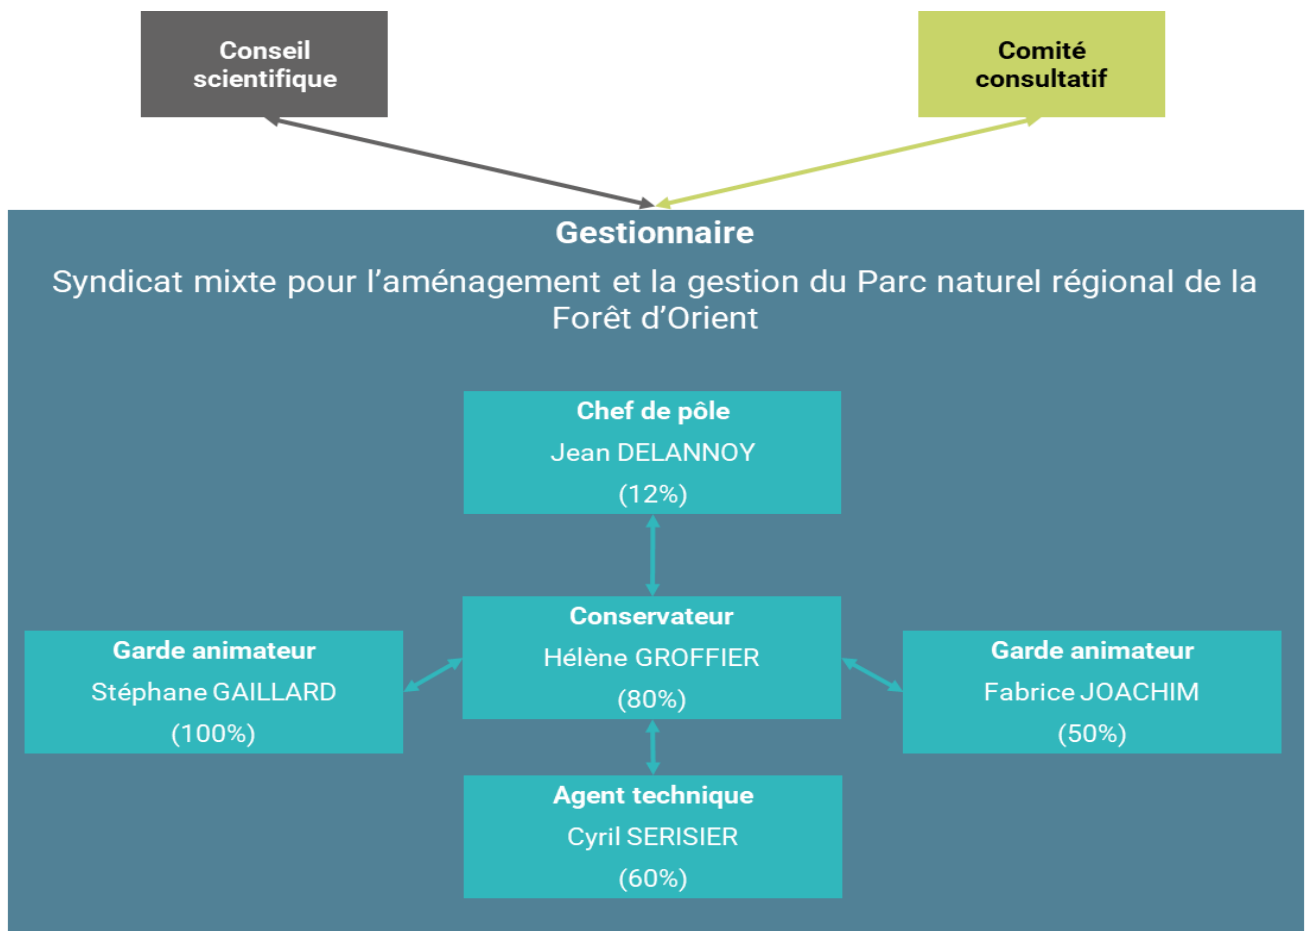 Conseil
scientifique
Comité
consultatif
Gestionnaire
Syndicat mixte pour l’aménagement et la gestion du Parc naturel régional de la
Forêt d’Orient
Chef de pôle
Jean DELANNOY
(12%)
Conservateur
Hélène GROFFIER
(80%)
Garde animateur
Stéphane GAILLARD
(100%)
Garde animateur
Fabrice JOACHIM
(50%)
Agent technique
Cyril SERISIER
(60%)